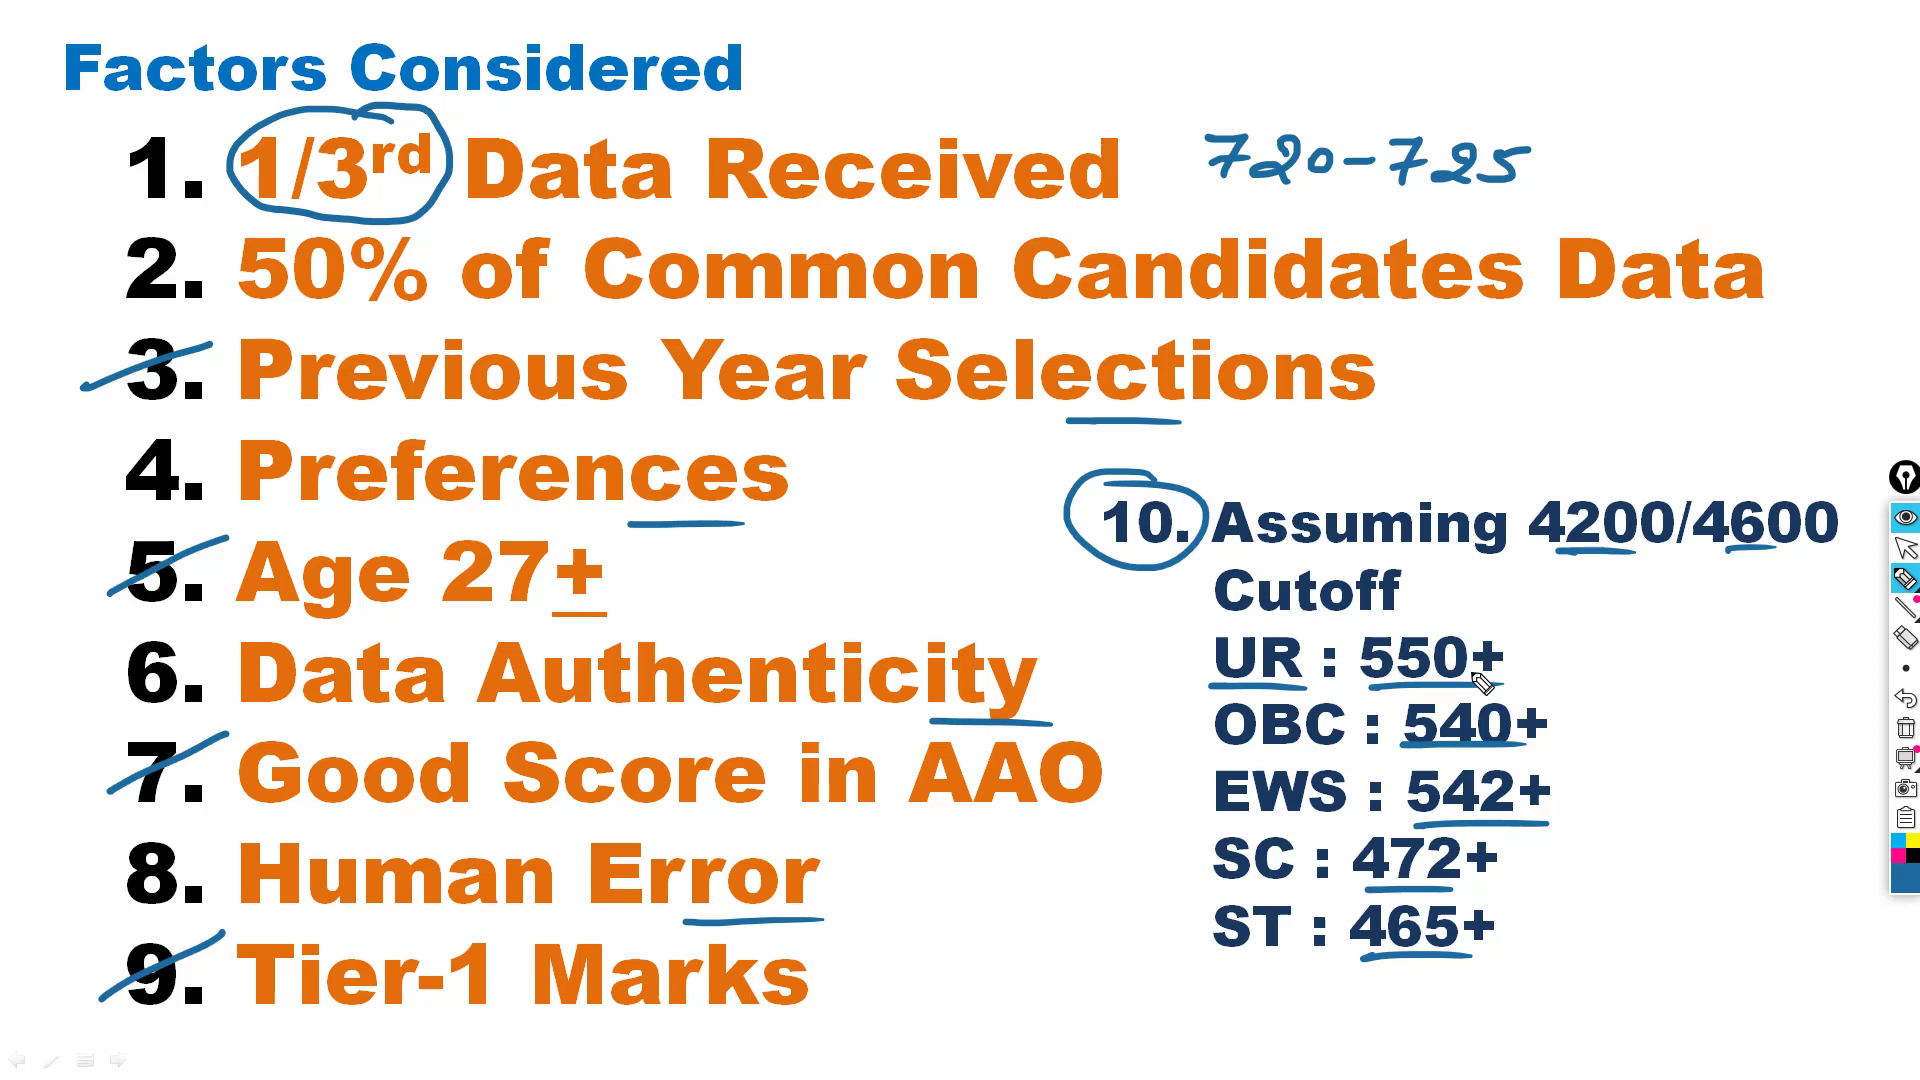 Factors Considered
1. 1/3rd Data Received 720-725
2. 50% of Common Candidates Data
3. Previous Year Selections
4. Preferences
5. Age 27+
6. Data Authenticity
7. Good Score in AAO
8. Human Error
9. Tier-1 Marks
10. Assuming 4200/4600
Cutoff
UR : 550+
OBC : 540+
EWS : 542+
SC : 472+
ST : 465+